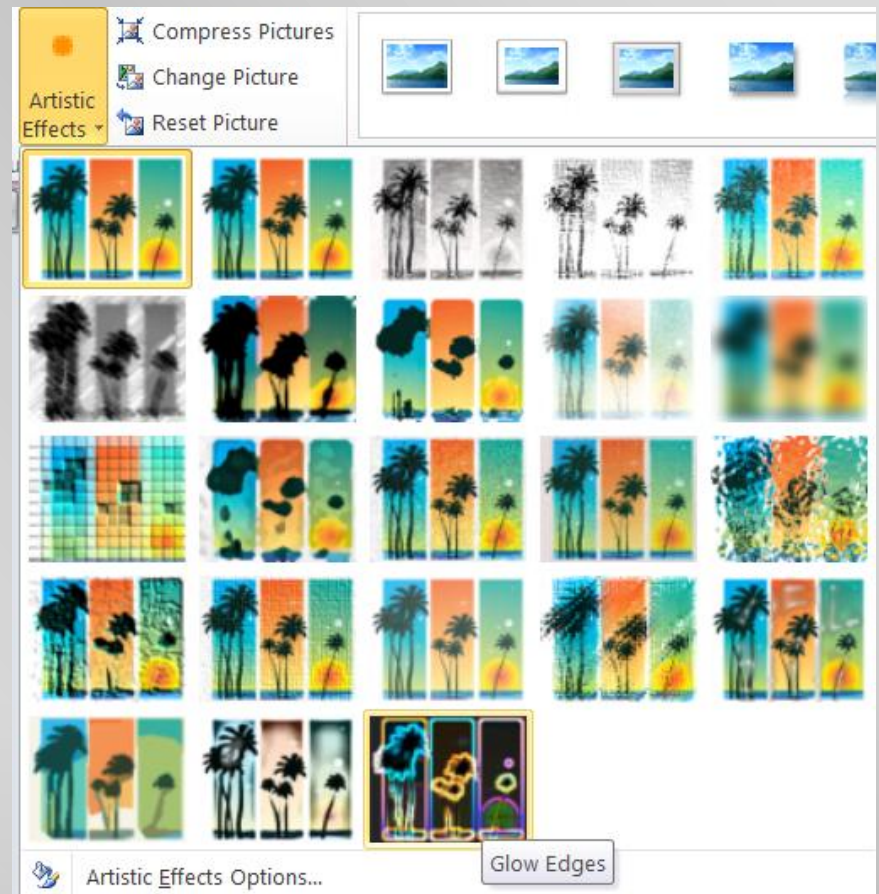 Compress Pictures
Change Picture
Artistic
Effects
Reset Picture
Glow Edges
Artistic Effects Options...